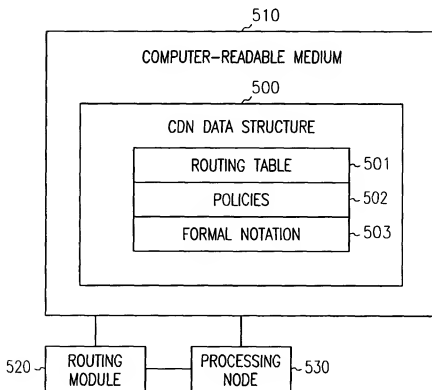 510
COMPUTER-READABLE MEDIUM
500
CDN DATA STRUCTURE
ROUTING TABLE 501
POLICIES 502
FORMAL NOTATION 503
520 ROUTING MODULE
PROCESSING NODE 530